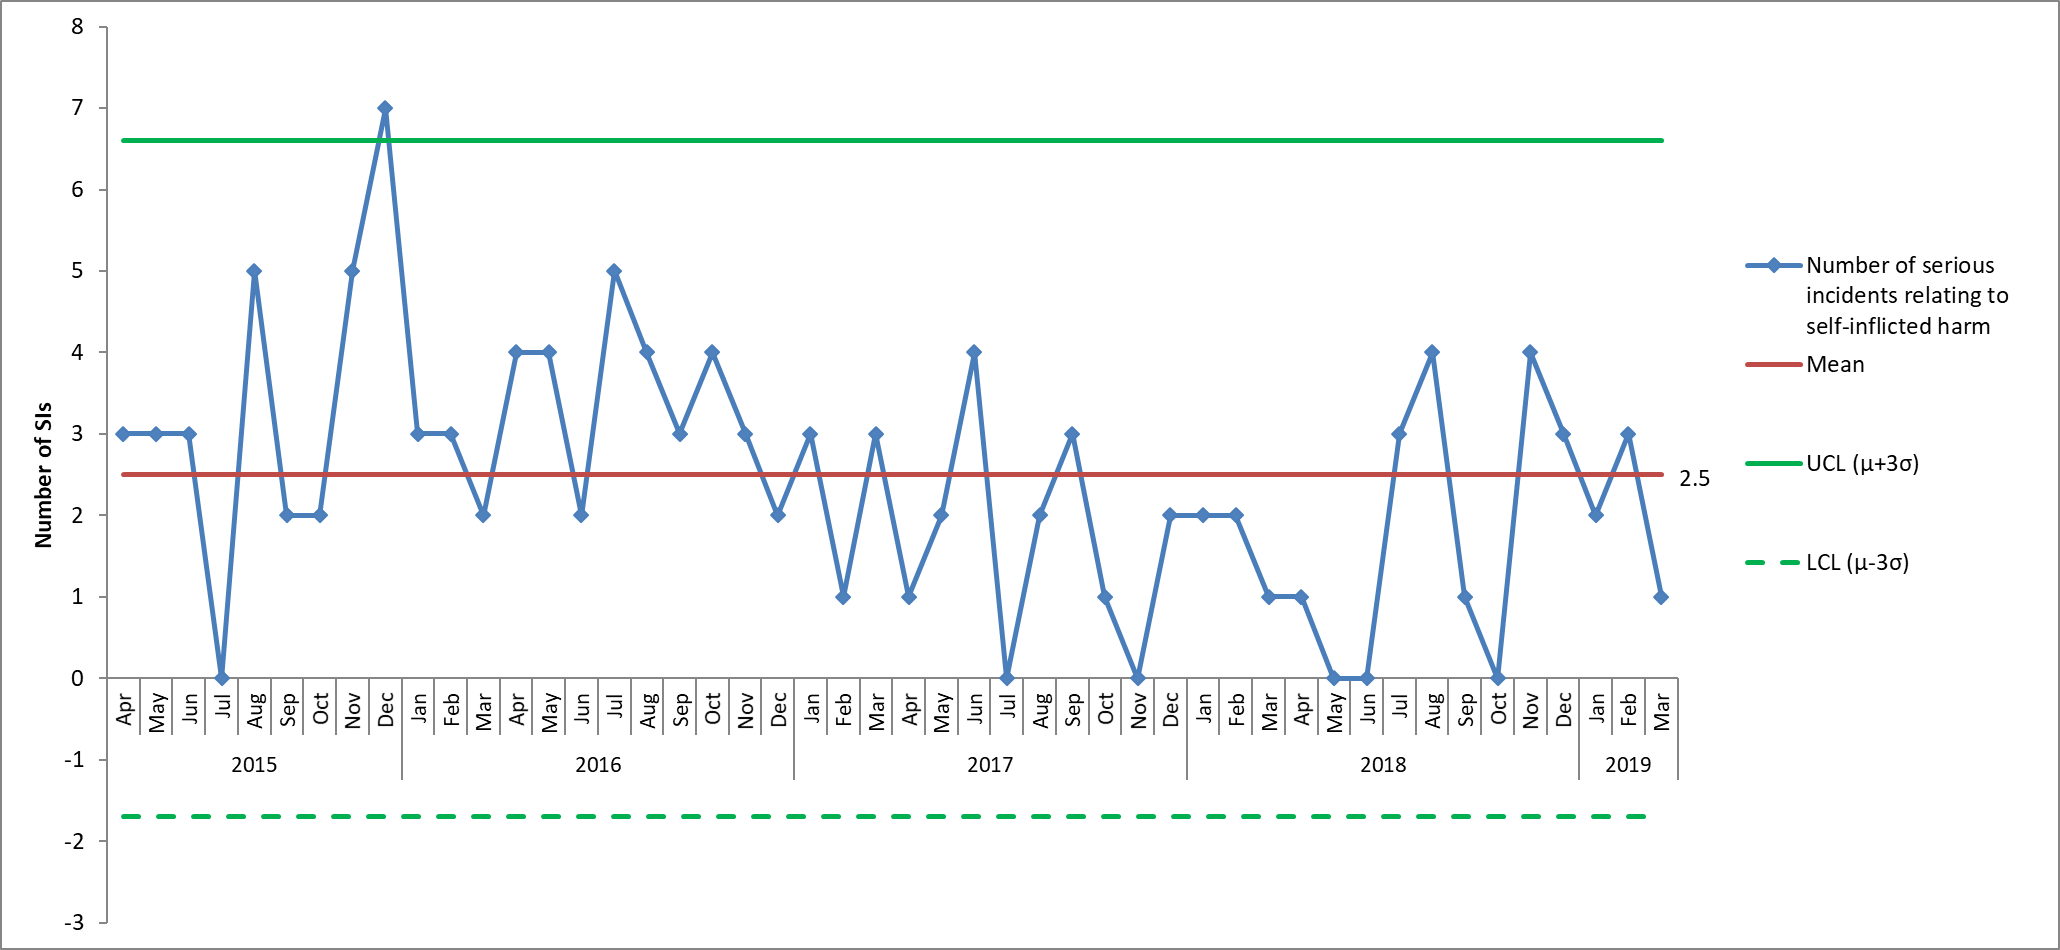 8
7
6
5
4
3
2
1
0
-1
-2
-3
Number of SIs
Apr May Jun Jul Aug Sep Oct Nov Dec Jan Feb Mar Apr May Jun Jul Aug Sep Oct Nov Dec Jan Feb Mar Apr May Jun Jul Aug Sep Oct Nov Dec Jan Feb Mar Apr May Jun Jul Aug Sep Oct Nov Dec Jan Feb Mar
2015 2016 2017 2018 2019
2.5
Number of serious
incidents relating to
self-inflicted harm
Mean
UCL (μ+3σ)
LCL (μ-3σ)